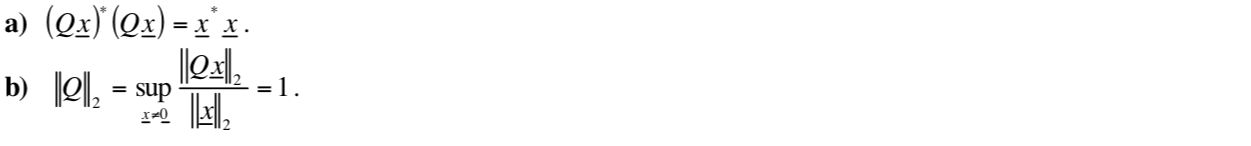 a) (Qx̲)* (Qx̲) = x̲* x̲ .
b) ‖Q‖₂ = sup_{x̲≠0̲} ‖Qx̲‖₂ / ‖x̲‖₂ = 1 .